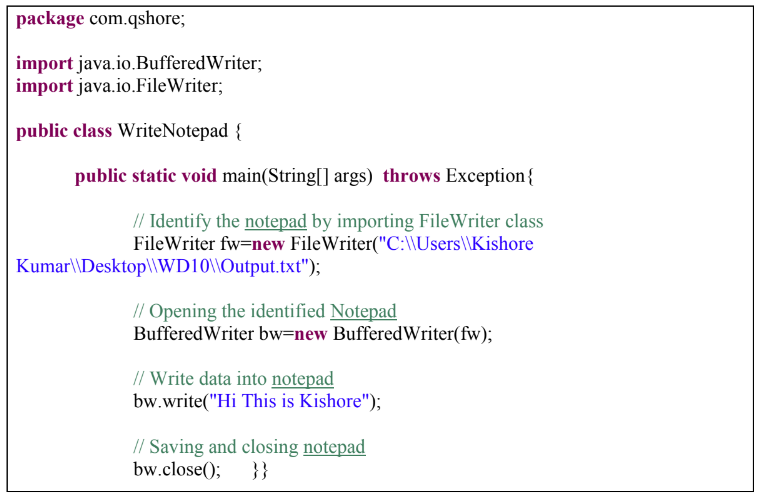 package com.qshore;
import java.io.BufferedWriter;
import java.io.FileWriter;
public class WriteNotepad {
public static void main(String[] args)  throws Exception{
// Identify the notepad by importing FileWriter class
FileWriter fw=new FileWriter("C:\\Users\\Kishore
Kumar\\Desktop\\WD10\\Output.txt");
// Opening the identified Notepad
BufferedWriter bw=new BufferedWriter(fw);
// Write data into notepad
bw.write("Hi This is Kishore");
// Saving and closing notepad
bw.close();      }}